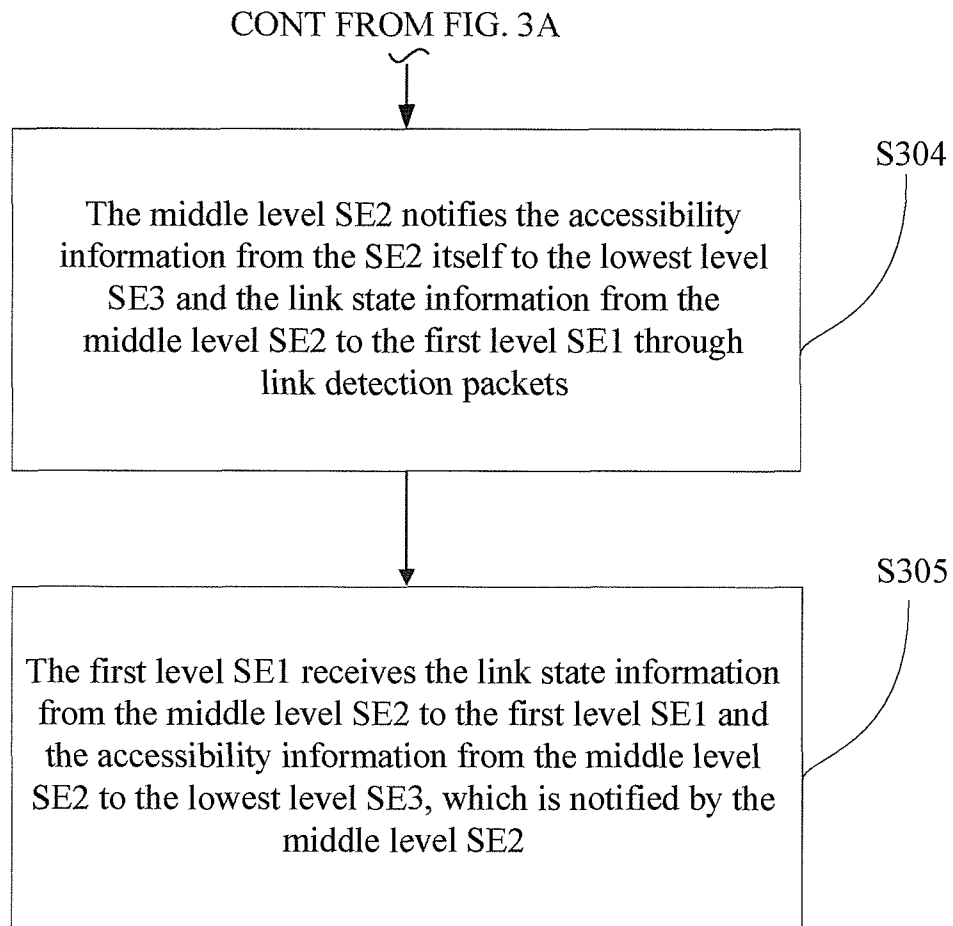 CONT FROM FIG. 3A
S304
The middle level SE2 notifies the accessibility
information from the SE2 itself to the lowest level
SE3 and the link state information from the
middle level SE2 to the first level SE1 through
link detection packets
S305
The first level SE1 receives the link state information
from the middle level SE2 to the first level SE1 and
the accessibility information from the middle level
SE2 to the lowest level SE3, which is notified by the
middle level SE2